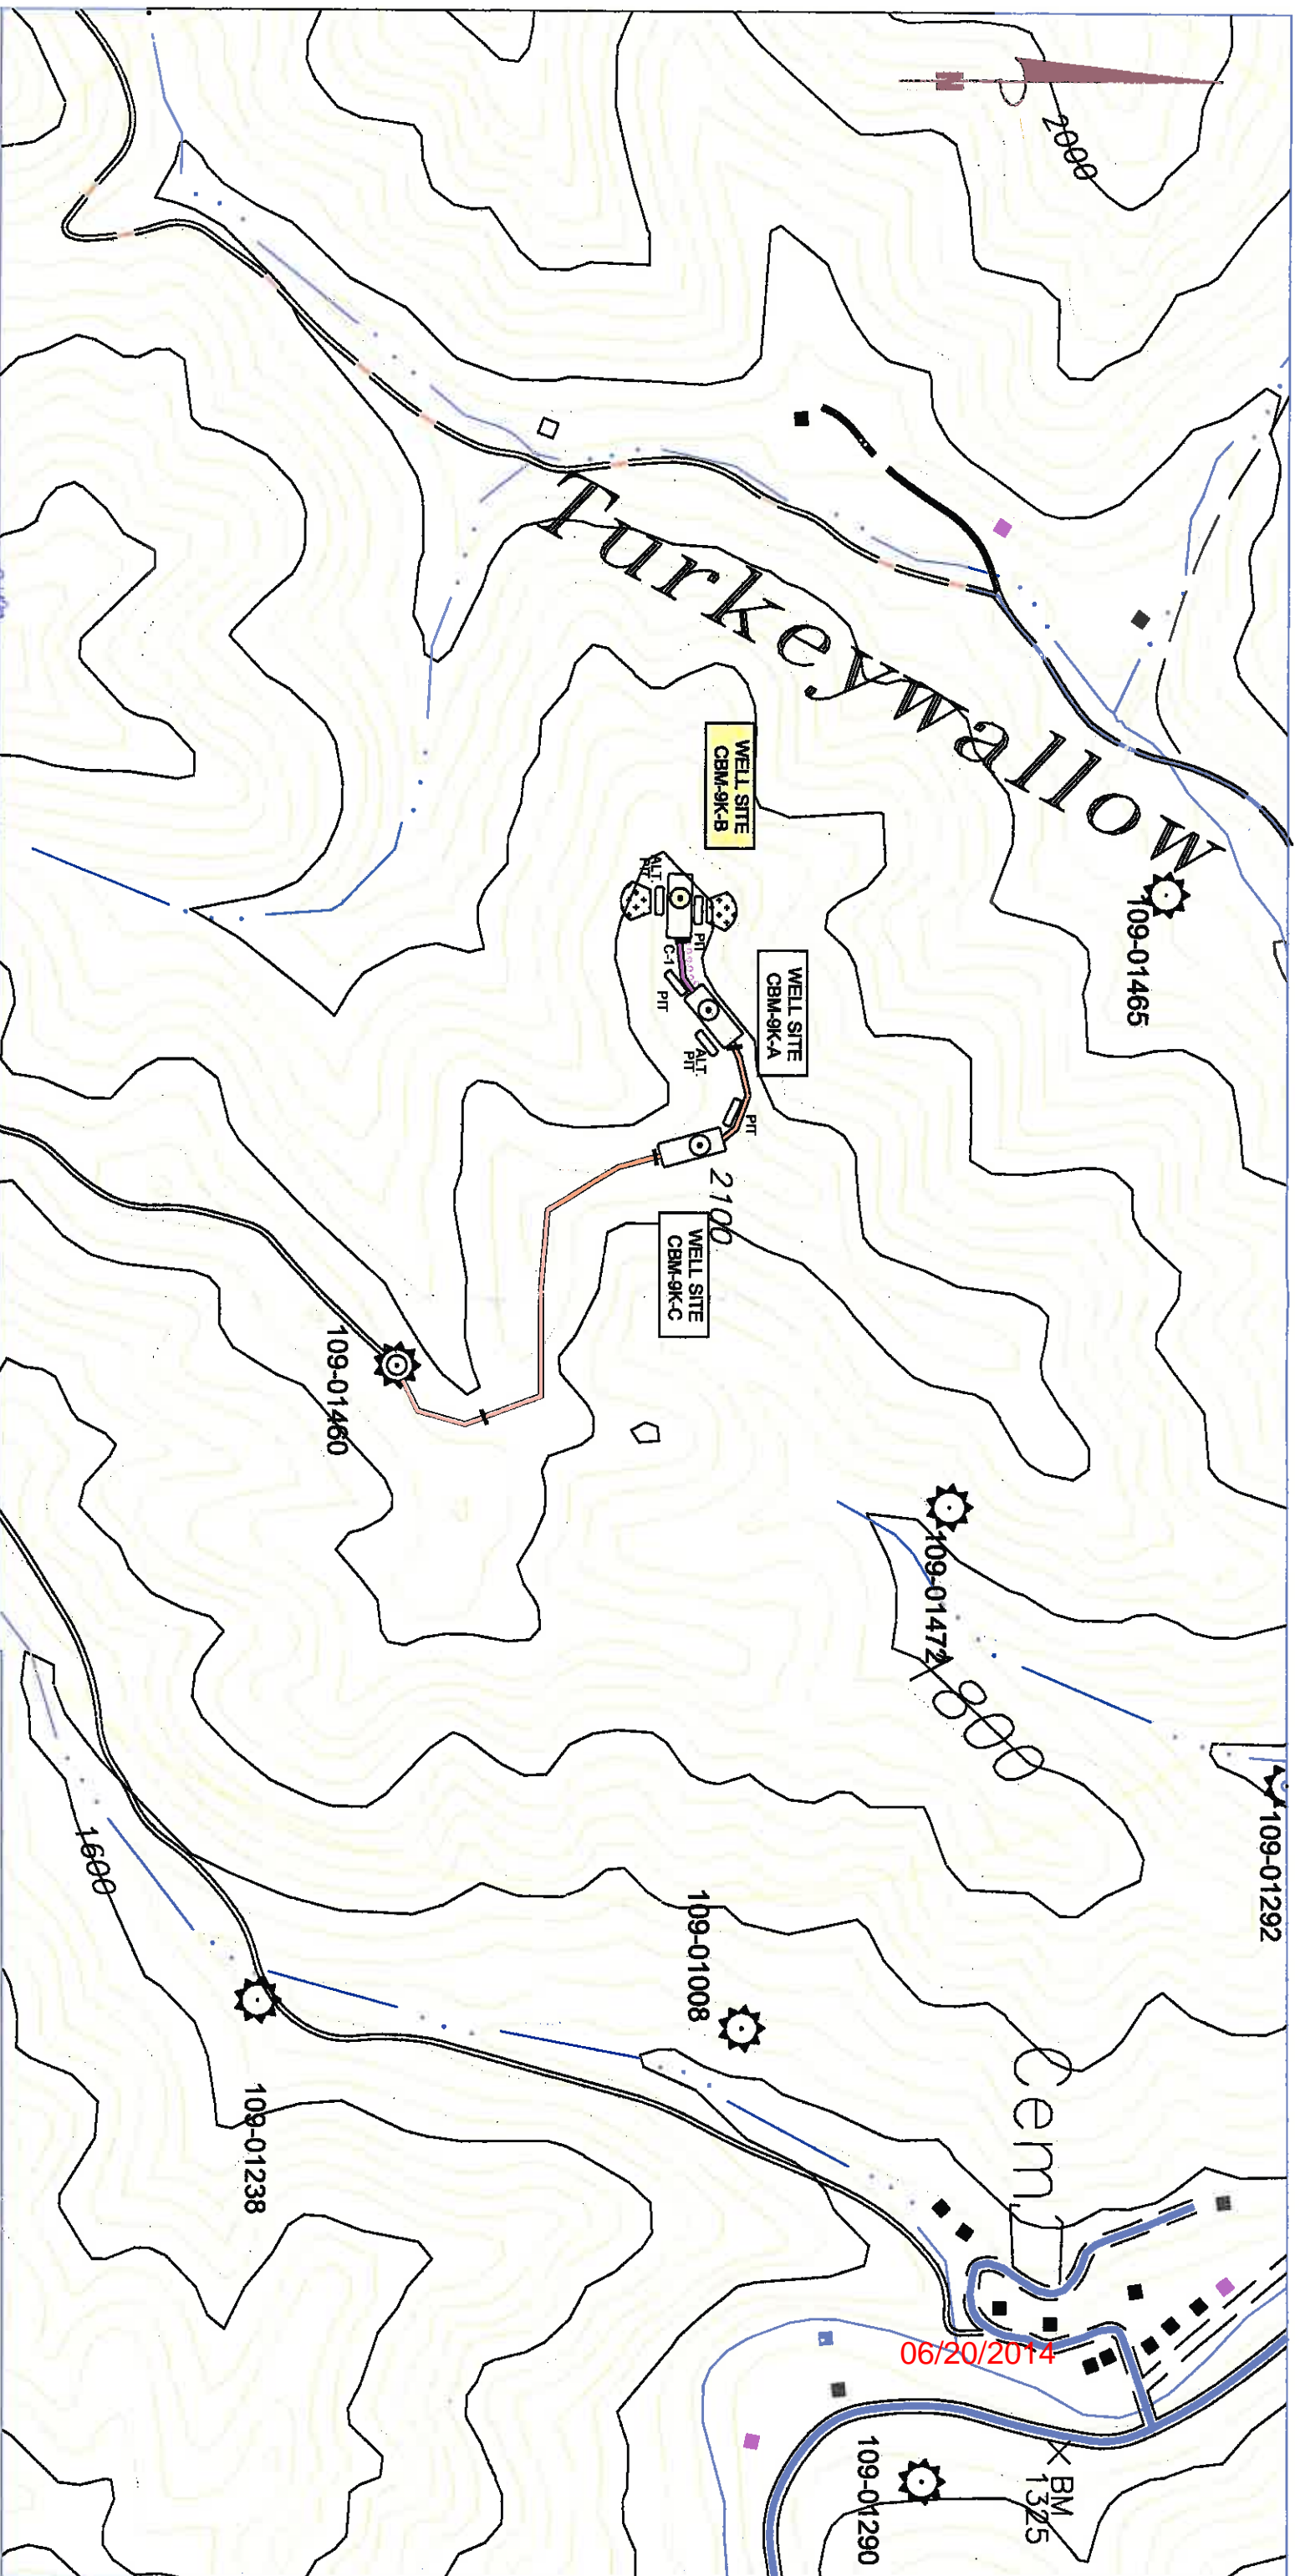 2000
Turkeywallow
109-01465
WELL SITE
CBM-9K-B
ALT.
PIT
PIT
C-1
PIT
WELL SITE
CBM-9K-A
ALT.
PIT
PIT
2100
WELL SITE
CBM-9K-C
109-01460
109-01472
1800
109-01292
1600
109-01008
109-01238
Cem
06/20/2014
BM
1325
109-01290